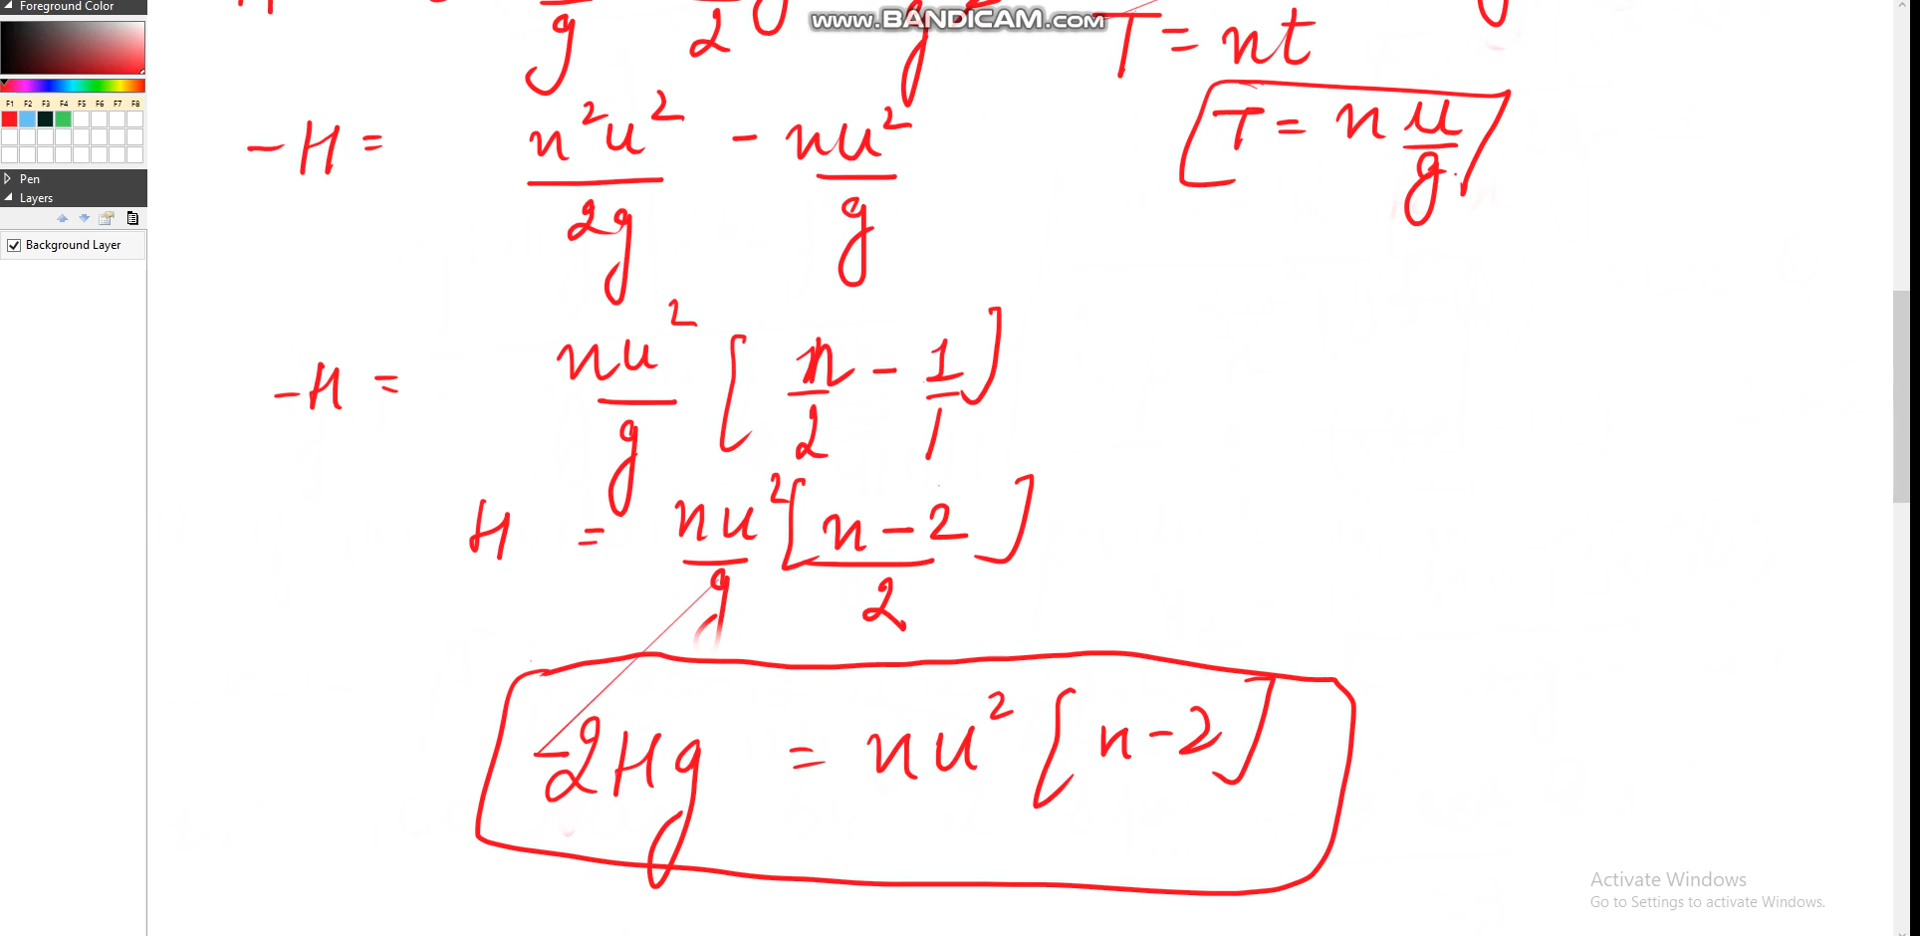 Foreground Color
www.BANDICAM.com
g 2 g
T = nt
F1 F2 F3 F4 F5 F6 F7 F8
-H = n²u²/2g - nu²/g
T = n u/g
Pen
Layers
Background Layer
-H = nu²/g [n/2 - 1/1]
H = nu²/g [n-2/2]
-2Hg = nu² [n-2]
Activate Windows
Go to Settings to activate Windows.